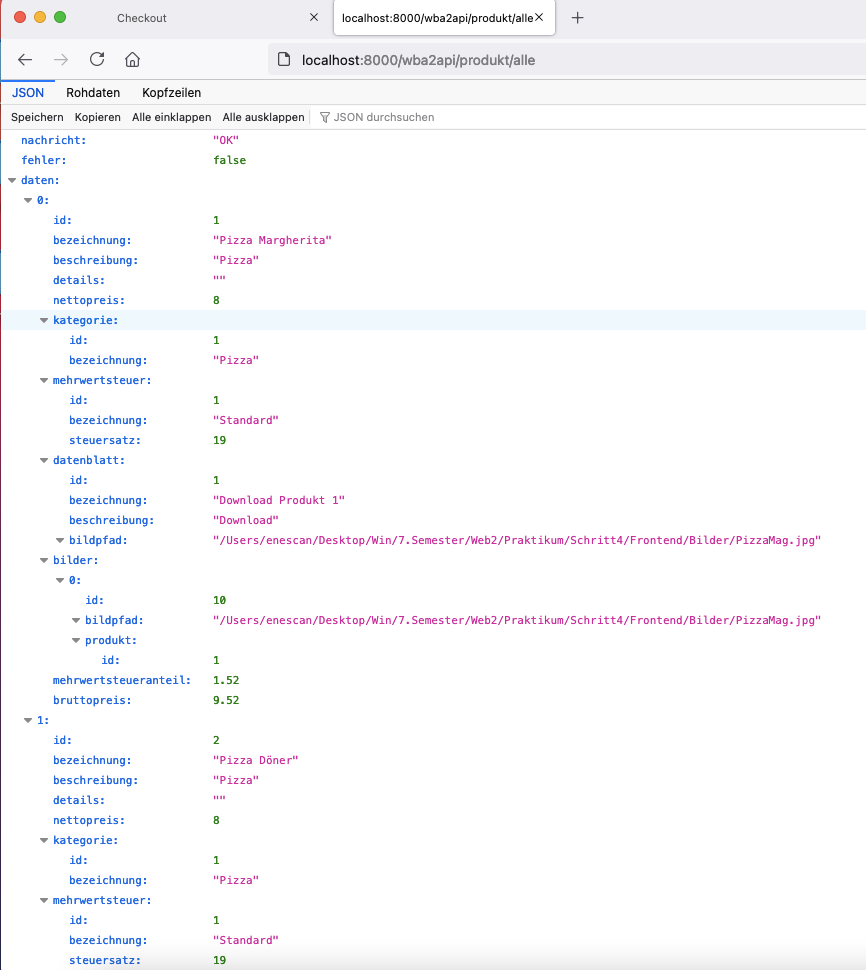 Checkout
localhost:8000/wba2api/produkt/alle
localhost:8000/wba2api/produkt/alle
JSON Rohdaten Kopfzeilen
Speichern Kopieren Alle einklappen Alle ausklappen JSON durchsuchen
nachricht: "OK"
fehler: false
daten:
0:
id: 1
bezeichnung: "Pizza Margherita"
beschreibung: "Pizza"
details: ""
nettopreis: 8
kategorie:
id: 1
bezeichnung: "Pizza"
mehrwertsteuer:
id: 1
bezeichnung: "Standard"
steuersatz: 19
datenblatt:
id: 1
bezeichnung: "Download Produkt 1"
beschreibung: "Download"
bildpfad: "/Users/enescan/Desktop/Win/7.Semester/Web2/Praktikum/Schritt4/Frontend/Bilder/PizzaMag.jpg"
bilder:
0:
id: 10
bildpfad: "/Users/enescan/Desktop/Win/7.Semester/Web2/Praktikum/Schritt4/Frontend/Bilder/PizzaMag.jpg"
produkt:
id: 1
mehrwertsteueranteil: 1.52
bruttopreis: 9.52
1:
id: 2
bezeichnung: "Pizza Döner"
beschreibung: "Pizza"
details: ""
nettopreis: 8
kategorie:
id: 1
bezeichnung: "Pizza"
mehrwertsteuer:
id: 1
bezeichnung: "Standard"
steuersatz: 19